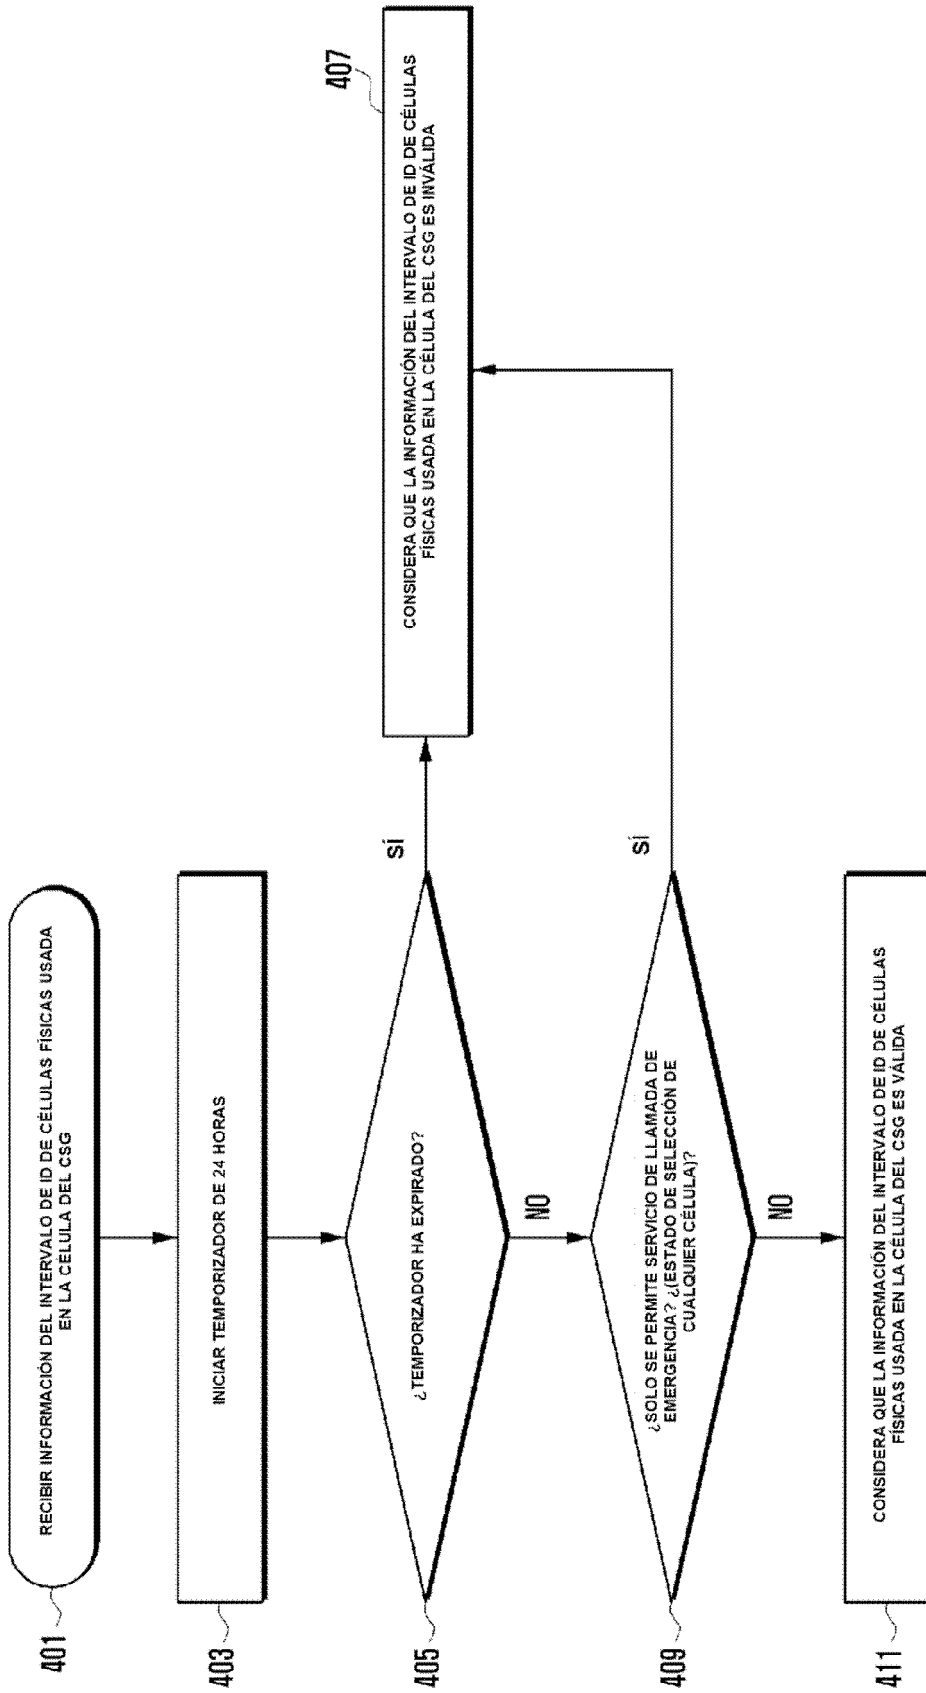 401
RECIBIR INFORMACIÓN DEL INTERVALO DE ID DE CÉLULAS FÍSICAS USADA
EN LA CÉLULA DEL CSG
403
INICIAR TEMPORIZADOR DE 24 HORAS
405
¿TEMPORIZADOR HA EXPIRADO?
SÍ
NO
407
CONSIDERA QUE LA INFORMACIÓN DEL INTERVALO DE ID DE CÉLULAS
FÍSICAS USADA EN LA CÉLULA DEL CSG ES INVÁLIDA
409
¿SOLO SE PERMITE SERVICIO DE LLAMADA DE
EMERGENCIA? ¿(ESTADO DE SELECCIÓN DE
CUALQUIER CÉLULA)?
SÍ
NO
411
CONSIDERA QUE LA INFORMACIÓN DEL INTERVALO DE ID DE CÉLULAS
FÍSICAS USADA EN LA CÉLULA DEL CSG ES VÁLIDA